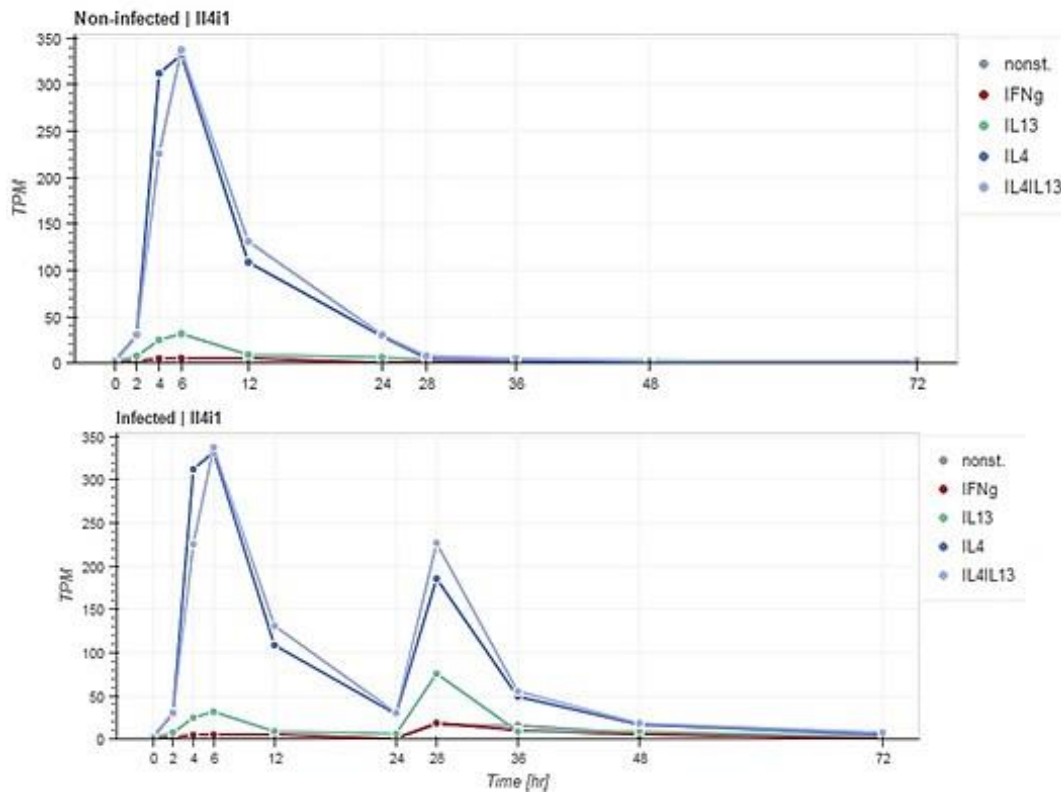 Non-infected | Il4i1
350
300
250
200
150
100
50
0
TPM
0 2 4 6 12 24 28 36 48 72
nonst.
IFNg
IL13
IL4
IL4IL13
Infected | Il4i1
350
300
250
200
150
100
50
0
TPM
0 2 4 6 12 24 28 36 48 72
Time [hr]
nonst.
IFNg
IL13
IL4
IL4IL13